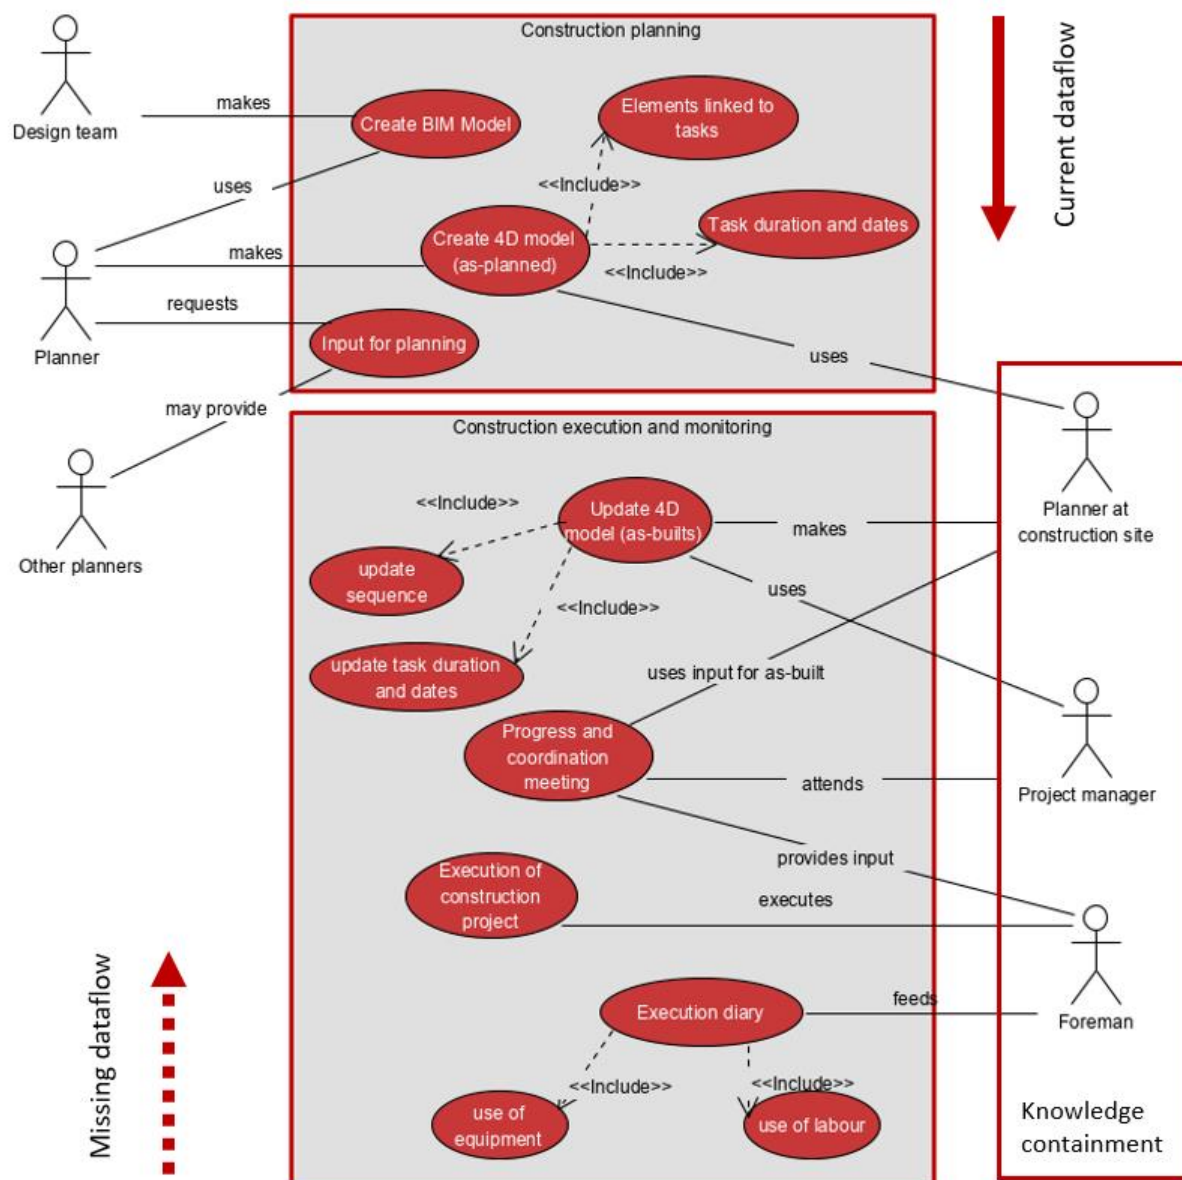 Construction planning
Current dataflow
Design team
makes
Create BIM Model
Elements linked to
tasks
uses
<<Include>>
Planner
makes
Create 4D model
(as-planned)
Task duration and dates
<<Include>>
requests
Input for planning
uses
may provide
Other planners
Construction execution and monitoring
<<Include>>
Update 4D
model (as-builts)
makes
Planner at
construction site
update
sequence
<<Include>>
uses
update task duration
and dates
uses input for as-built
Progress and
coordination
meeting
attends
Project manager
provides input
Execution of
construction
project
executes
Missing dataflow
Execution diary
feeds
Foreman
<<Include>>
<<Include>>
use of
equipment
use of labour
Knowledge
containment